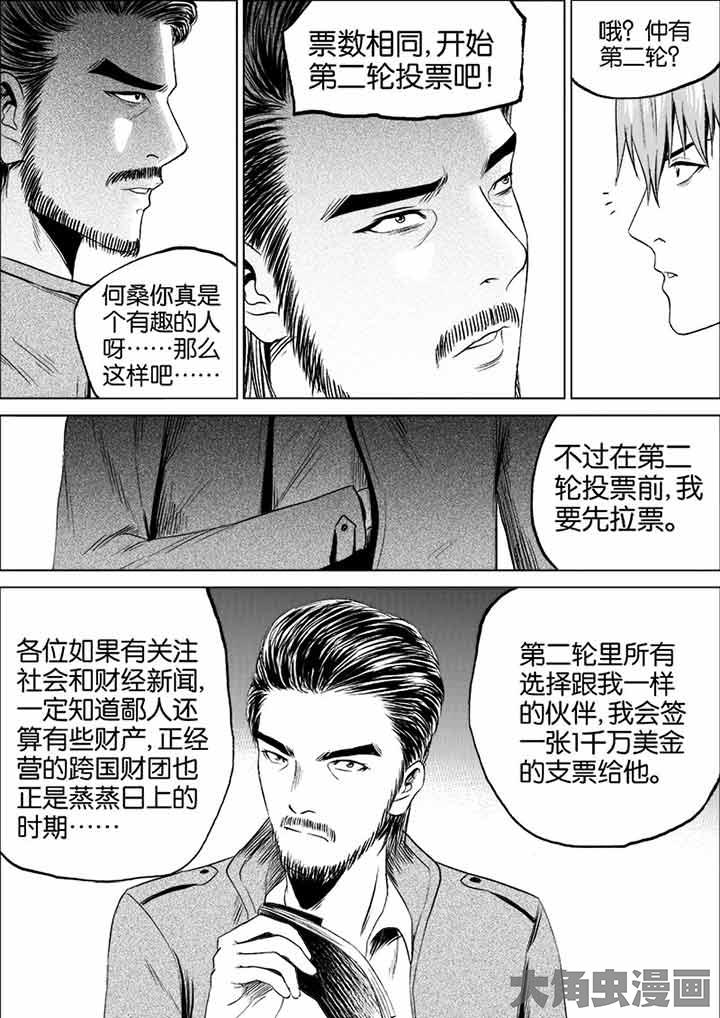 何桑你真是
个有趣的人
呀……那么
这样吧……
票数相同,开始
第二轮投票吧!
哦?仲有
第二轮?
不过在第二
轮投票前,我
要先拉票。
各位如果有关注
社会和财经新闻,
一定知道鄙人还
算有些财产,正经
营的跨国财团也
正是蒸蒸日上的
时期……
第二轮里所有
选择跟我一样
的伙伴,我会签
一张1千万美金
的支票给他。
大角虫漫画